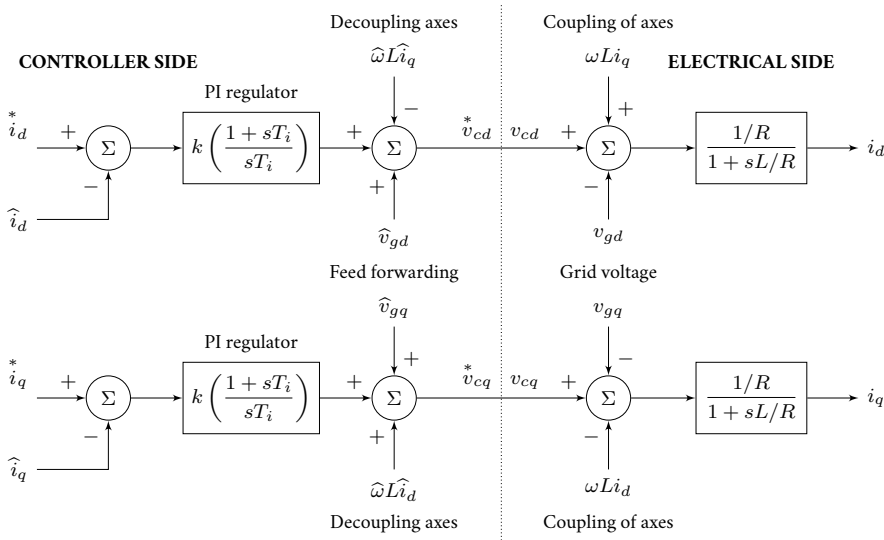 Decoupling axes Coupling of axes
CONTROLLER SIDE ω̂Lî_q ωLi_q ELECTRICAL SIDE
PI regulator − +
i*_d + Σ k((1 + sT_i)/(sT_i)) + Σ v*_cd v_cd + Σ (1/R)/(1 + sL/R) i_d
− + −
î_d v̂_gd v_gd
Feed forwarding Grid voltage
v̂_gq v_gq
PI regulator + −
i*_q + Σ k((1 + sT_i)/(sT_i)) + Σ v*_cq v_cq + Σ (1/R)/(1 + sL/R) i_q
− + −
î_q ω̂Lî_d ωLi_d
Decoupling axes Coupling of axes